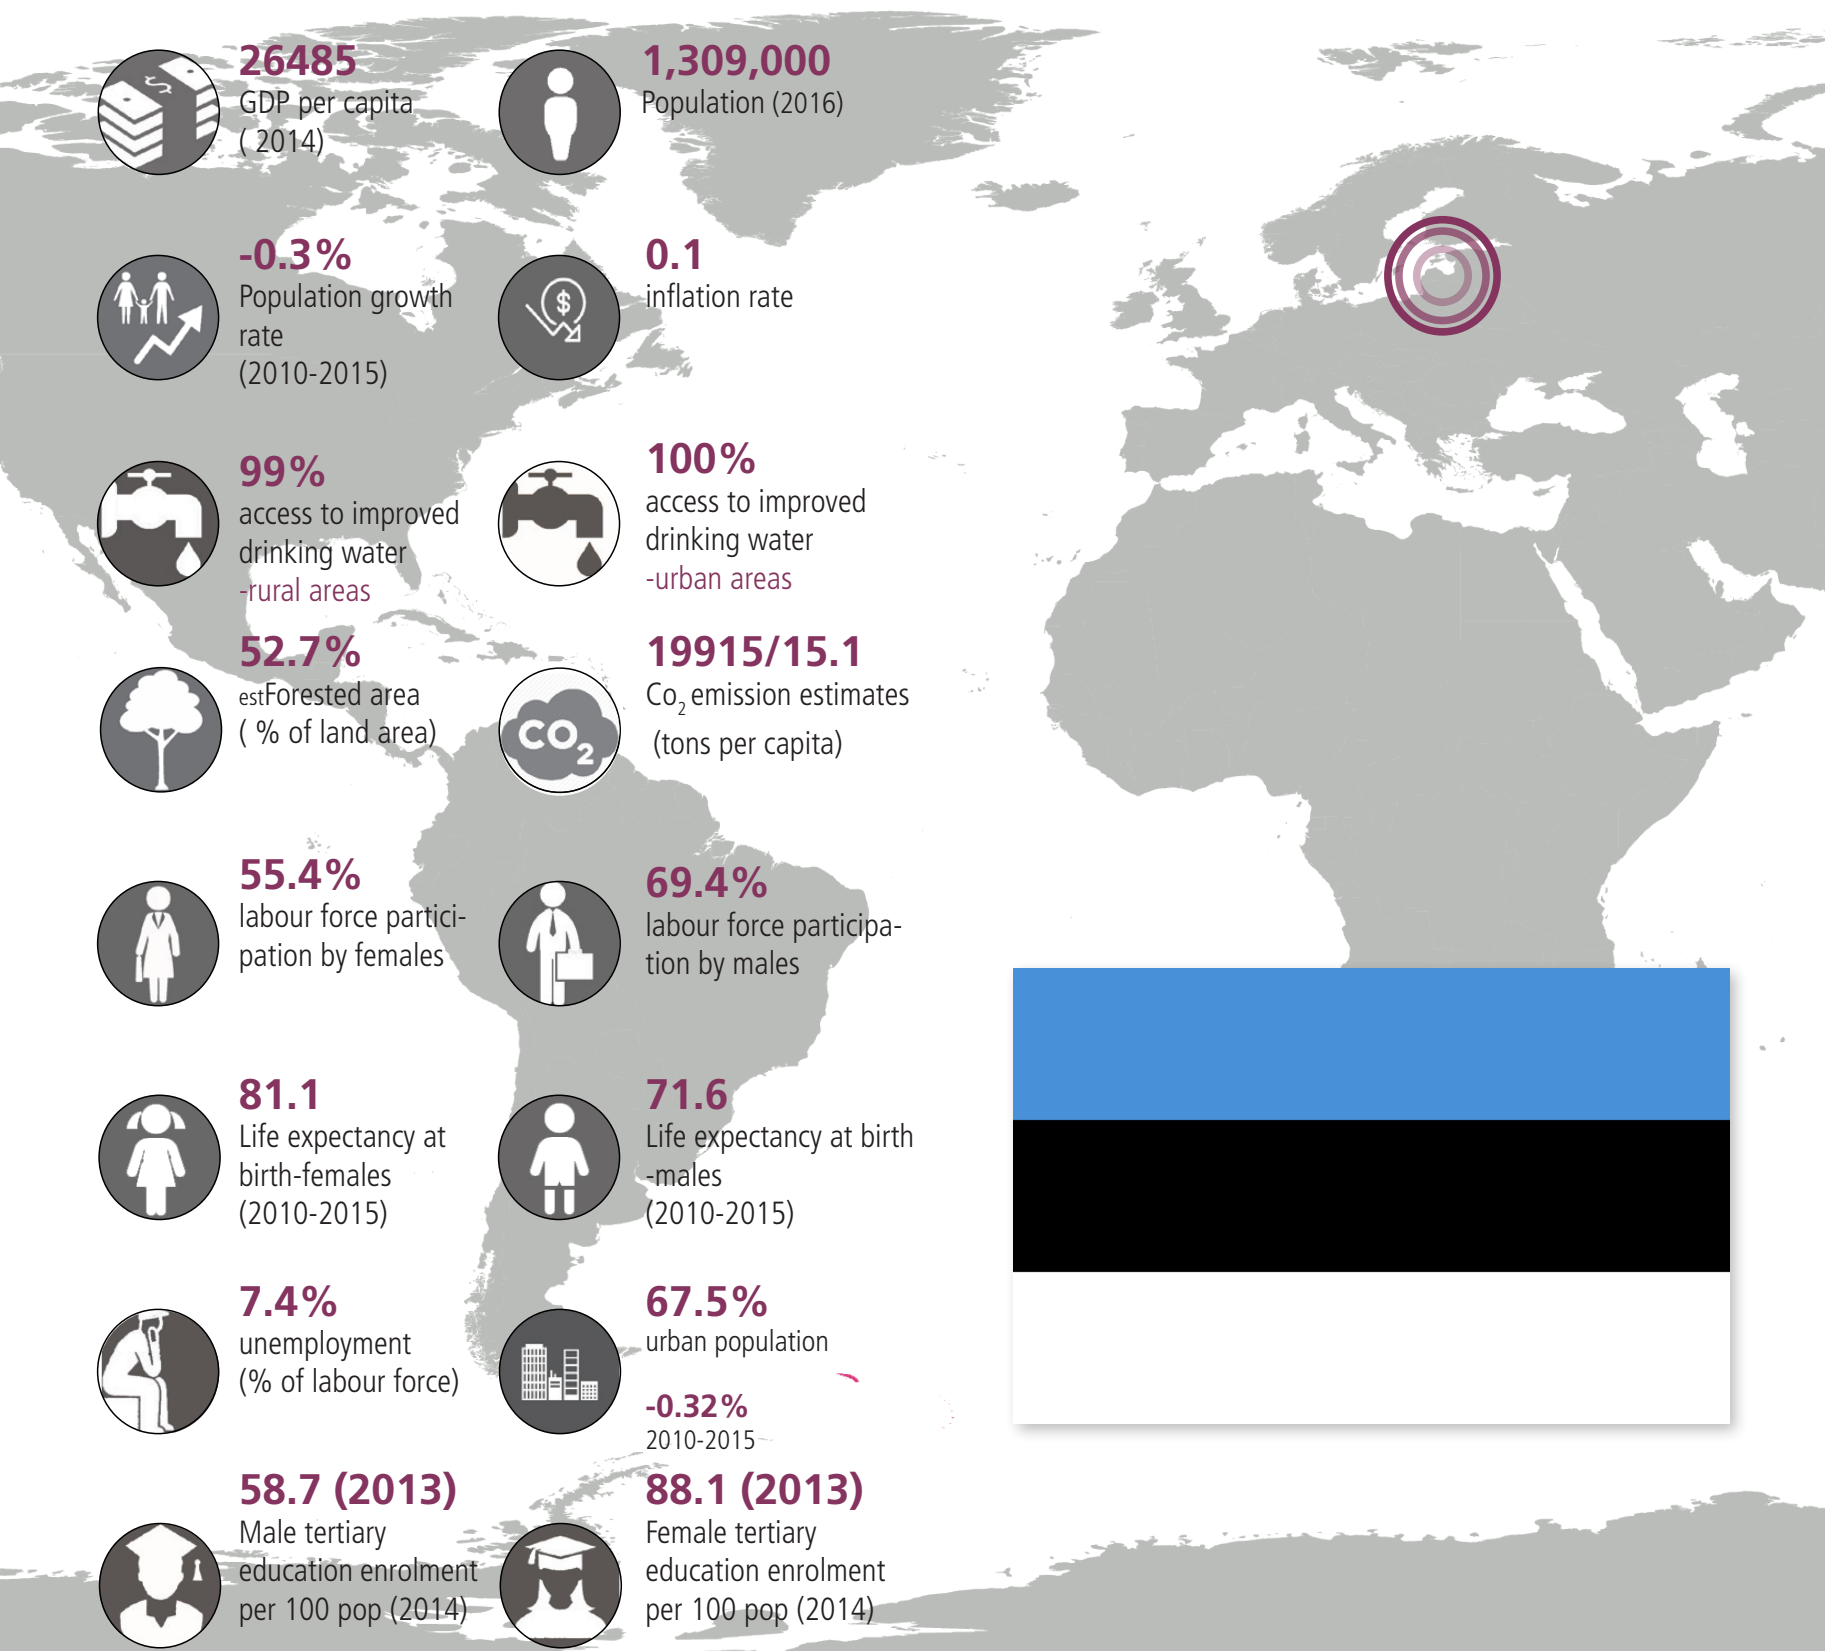 26485
GDP per capita
( 2014)
1,309,000
Population (2016)
-0.3%
Population growth
rate
(2010-2015)
0.1
inflation rate
99%
access to improved
drinking water
-rural areas
100%
access to improved
drinking water
-urban areas
52.7%
estForested area
( % of land area)
19915/15.1
Co2 emission estimates
(tons per capita)
CO2
55.4%
labour force partici-
pation by females
69.4%
labour force participa-
tion by males
81.1
Life expectancy at
birth-females
(2010-2015)
71.6
Life expectancy at birth
-males
(2010-2015)
7.4%
unemployment
(% of labour force)
67.5%
urban population
-0.32%
2010-2015
58.7 (2013)
Male tertiary
education enrolment
per 100 pop (2014)
88.1 (2013)
Female tertiary
education enrolment
per 100 pop (2014)